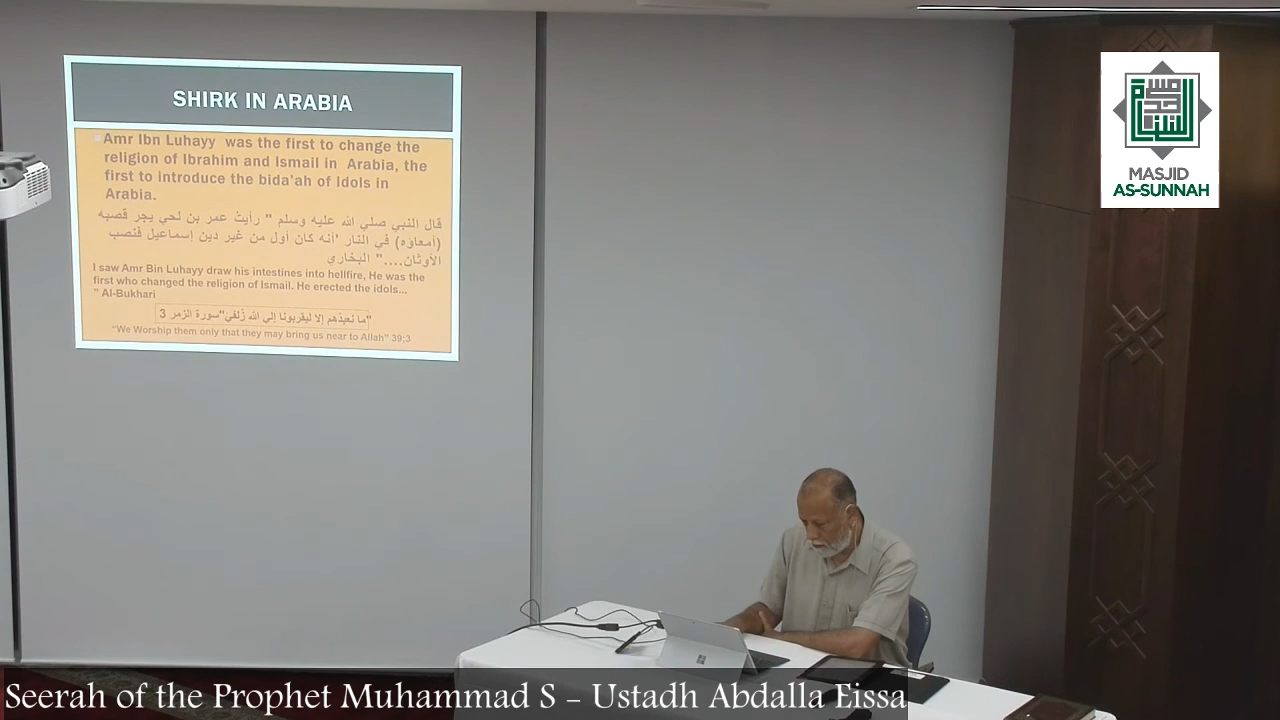 SHIRK IN ARABIA
Amr Ibn Luhayy was the first to change the
religion of Ibrahim and Ismail in Arabia, the
first to introduce the bida'ah of Idols in
Arabia.
قال النبي صلي الله عليه وسلم " رأيت عمر بن لحي يجر قصبه
(أمعاؤه) في النار 'أنه كان أول من غير دين إسماعيل فنصب
الأوثان...." البخاري
I saw Amr Bin Luhayy draw his intestines into hellfire, He was the
first who changed the religion of Ismail. He erected the idols...
" Al-Bukhari
"ما نعبدهم إلا ليقربونا إلي الله زلفي"سورة الزمر 3
"We Worship them only that they may bring us near to Allah" 39;3
MASJID
AS-SUNNAH
Seerah of the Prophet Muhammad S - Ustadh Abdalla Eissa